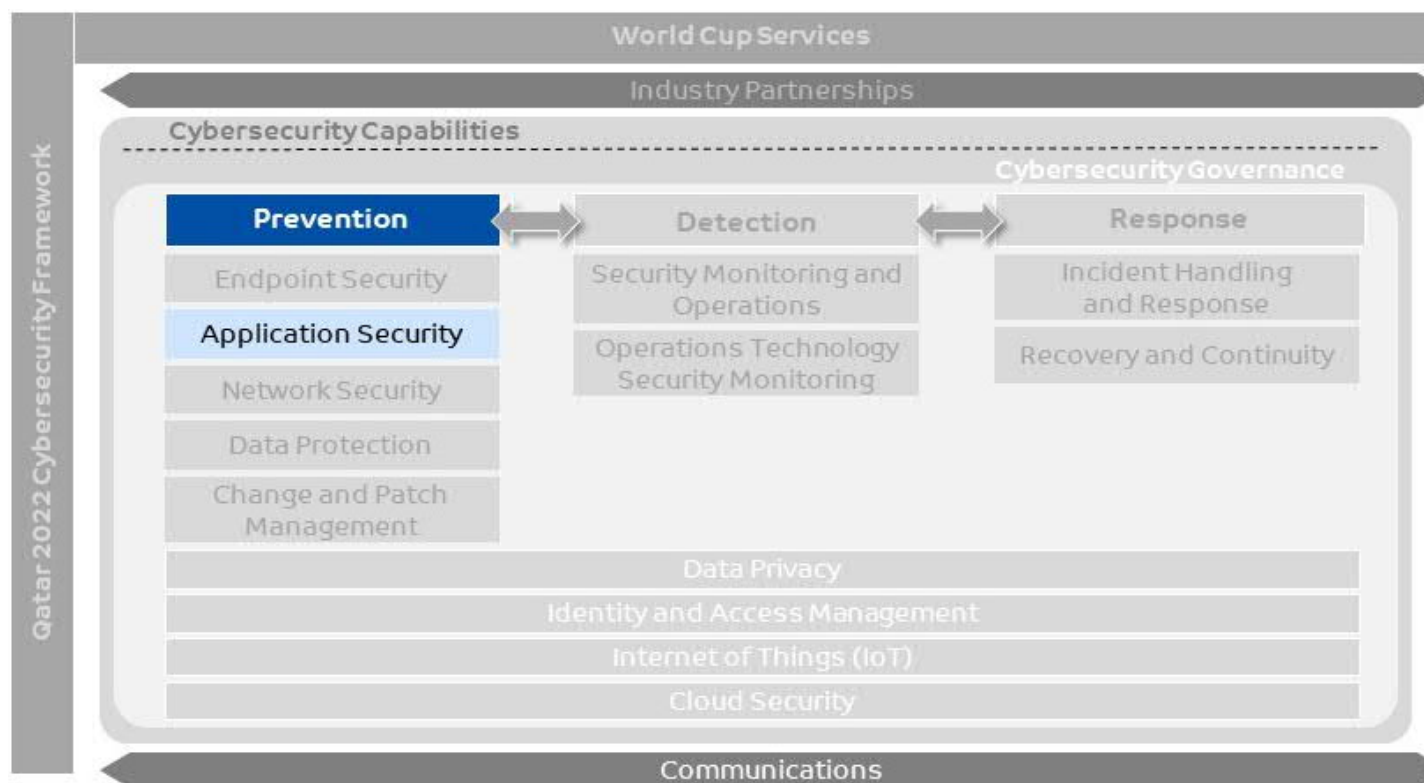 World Cup Services
Industry Partnerships
Qatar 2022 Cybersecurity Framework
Cybersecurity Capabilities
Cybersecurity Governance
Prevention
Endpoint Security
Application Security
Network Security
Data Protection
Change and Patch
Management
Detection
Security Monitoring and
Operations
Operations Technology
Security Monitoring
Response
Incident Handling
and Response
Recovery and Continuity
Data Privacy
Identity and Access Management
Internet of Things (IoT)
Cloud Security
Communications